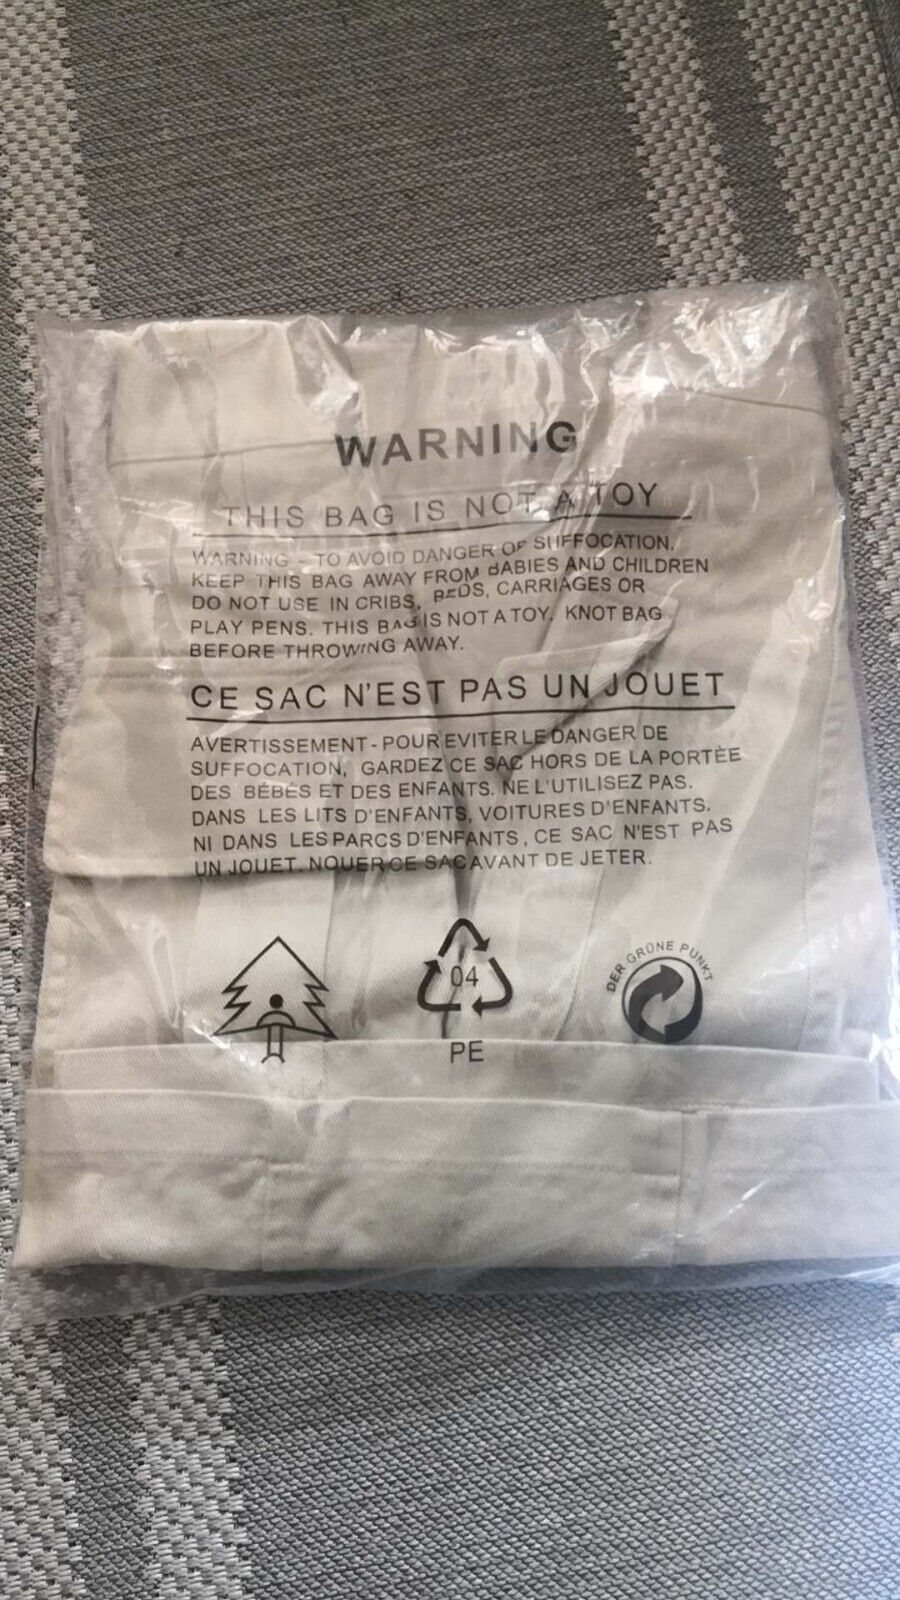 WARNING
THIS BAG IS NOT A TOY
WARNING - TO AVOID DANGER OF SUFFOCATION.
KEEP THIS BAG AWAY FROM BABIES AND CHILDREN
DO NOT USE IN CRIBS, BEDS, CARRIAGES OR
PLAY PENS. THIS BAG IS NOT A TOY. KNOT BAG
BEFORE THROWING AWAY.
CE SAC N'EST PAS UN JOUET
AVERTISSEMENT - POUR EVITER LE DANGER DE
SUFFOCATION, GARDEZ CE SAC HORS DE LA PORTÈE
DES BÉBÉS ET DES ENFANTS. NE L'UTILISEZ PAS.
DANS LES LITS D'ENFANTS, VOITURES D'ENFANTS.
NI DANS LES PARCS D'ENFANTS, CE SAC N'EST PAS
UN JOUET. NOUER CE SAC AVANT DE JETER.
04
PE
DER GRÜNE PUNKT